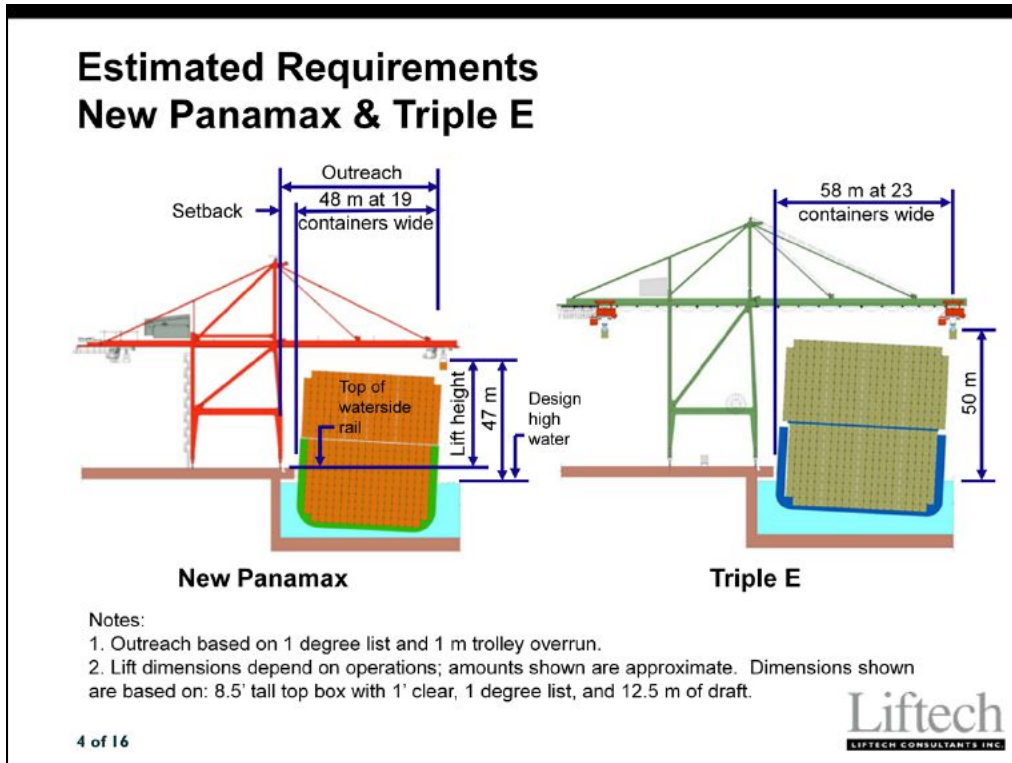 Estimated Requirements
New Panamax & Triple E
Outreach
48 m at 19
containers wide
Setback
Top of
waterside
rail
Lift height
47 m
Design
high
water
58 m at 23
containers wide
50 m
New Panamax
Triple E
Notes:
1. Outreach based on 1 degree list and 1 m trolley overrun.
2. Lift dimensions depend on operations; amounts shown are approximate.  Dimensions shown
are based on: 8.5' tall top box with 1' clear, 1 degree list, and 12.5 m of draft.
4 of 16
Liftech
LIFTECH CONSULTANTS INC.